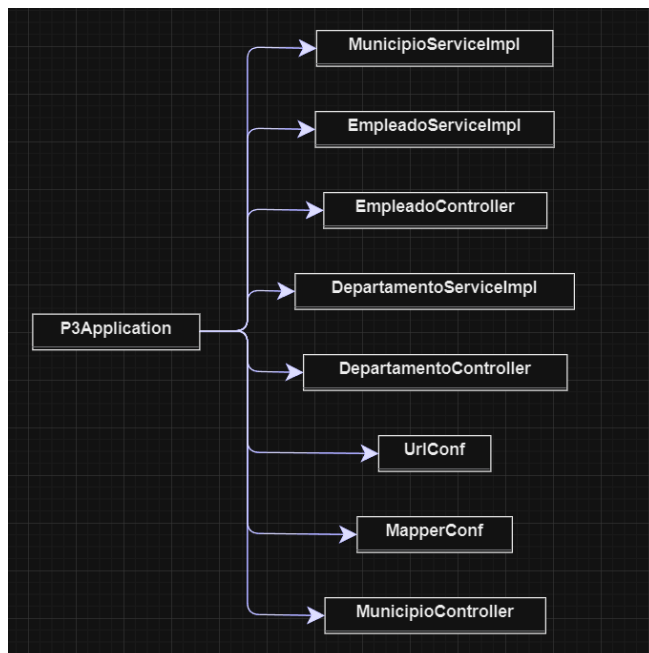 MunicipioServiceImpl
EmpleadoServiceImpl
EmpleadoController
DepartamentoServiceImpl
P3Application
DepartamentoController
UrlConf
MapperConf
MunicipioController